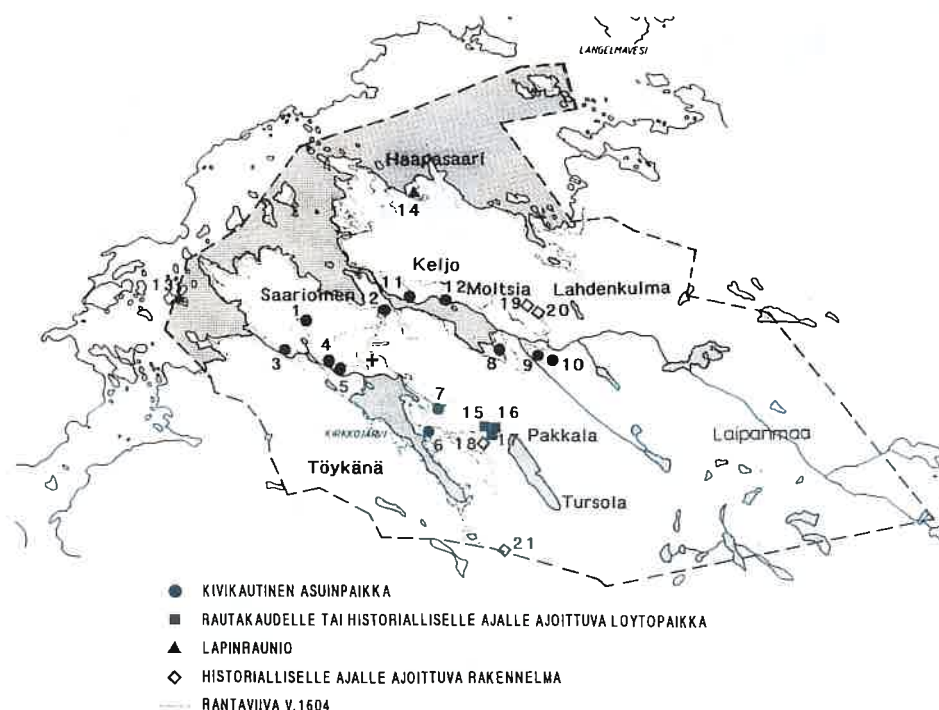 LANGELMAVESI
Haapasaari
14
Keljo
13
11
12
Moltsia
Lahdenkulma
Saarioinen
2
19
20
1
3
4
5
8
9
10
7
15
16
KIRKKOJÄRVI
6
18
17
Pakkala
Laipanmaa
Töykänä
Tursola
21
KIVIKAUTINEN ASUINPAIKKA
RAUTAKAUDELLE TAI HISTORIALLISELLE AJALLE AJOITTUVA LOYTOPAIKKA
LAPINRAUNIO
HISTORIALLISELLE AJALLE AJOITTUVA RAKENNELMA
RANTAVIIVA V.1604